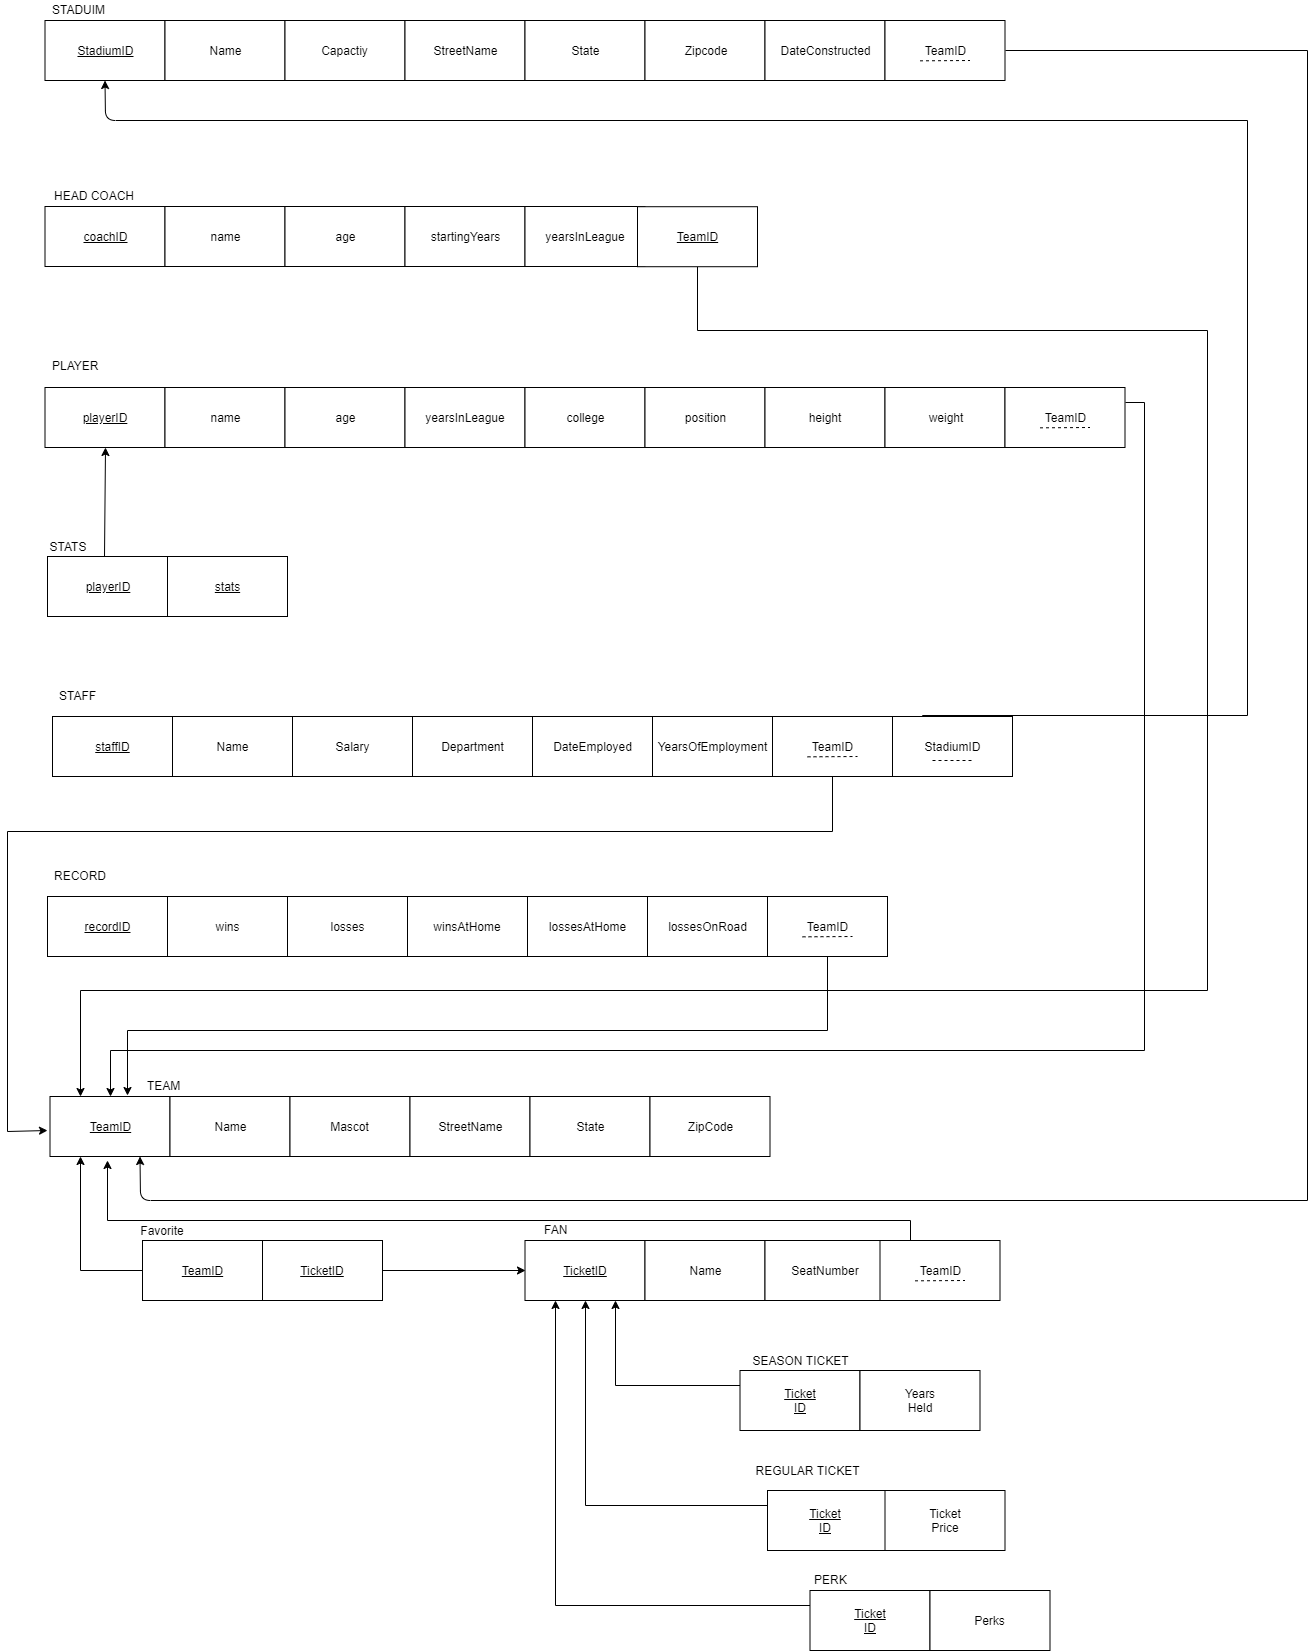 STADUIM
StadiumID Name Capactiy StreetName State Zipcode DateConstructed TeamID
HEAD COACH
coachID name age startingYears yearsInLeague TeamID
PLAYER
playerID name age yearsInLeague college position height weight TeamID
STATS
playerID stats
STAFF
staffID Name Salary Department DateEmployed YearsOfEmployment TeamID StadiumID
RECORD
recordID wins losses winsAtHome lossesAtHome lossesOnRoad TeamID
TEAM
TeamID Name Mascot StreetName State ZipCode
Favorite
TeamID TicketID
FAN
TicketID Name SeatNumber TeamID
SEASON TICKET
Ticket
ID
Years
Held
REGULAR TICKET
Ticket
ID
Ticket
Price
PERK
Ticket
ID
Perks